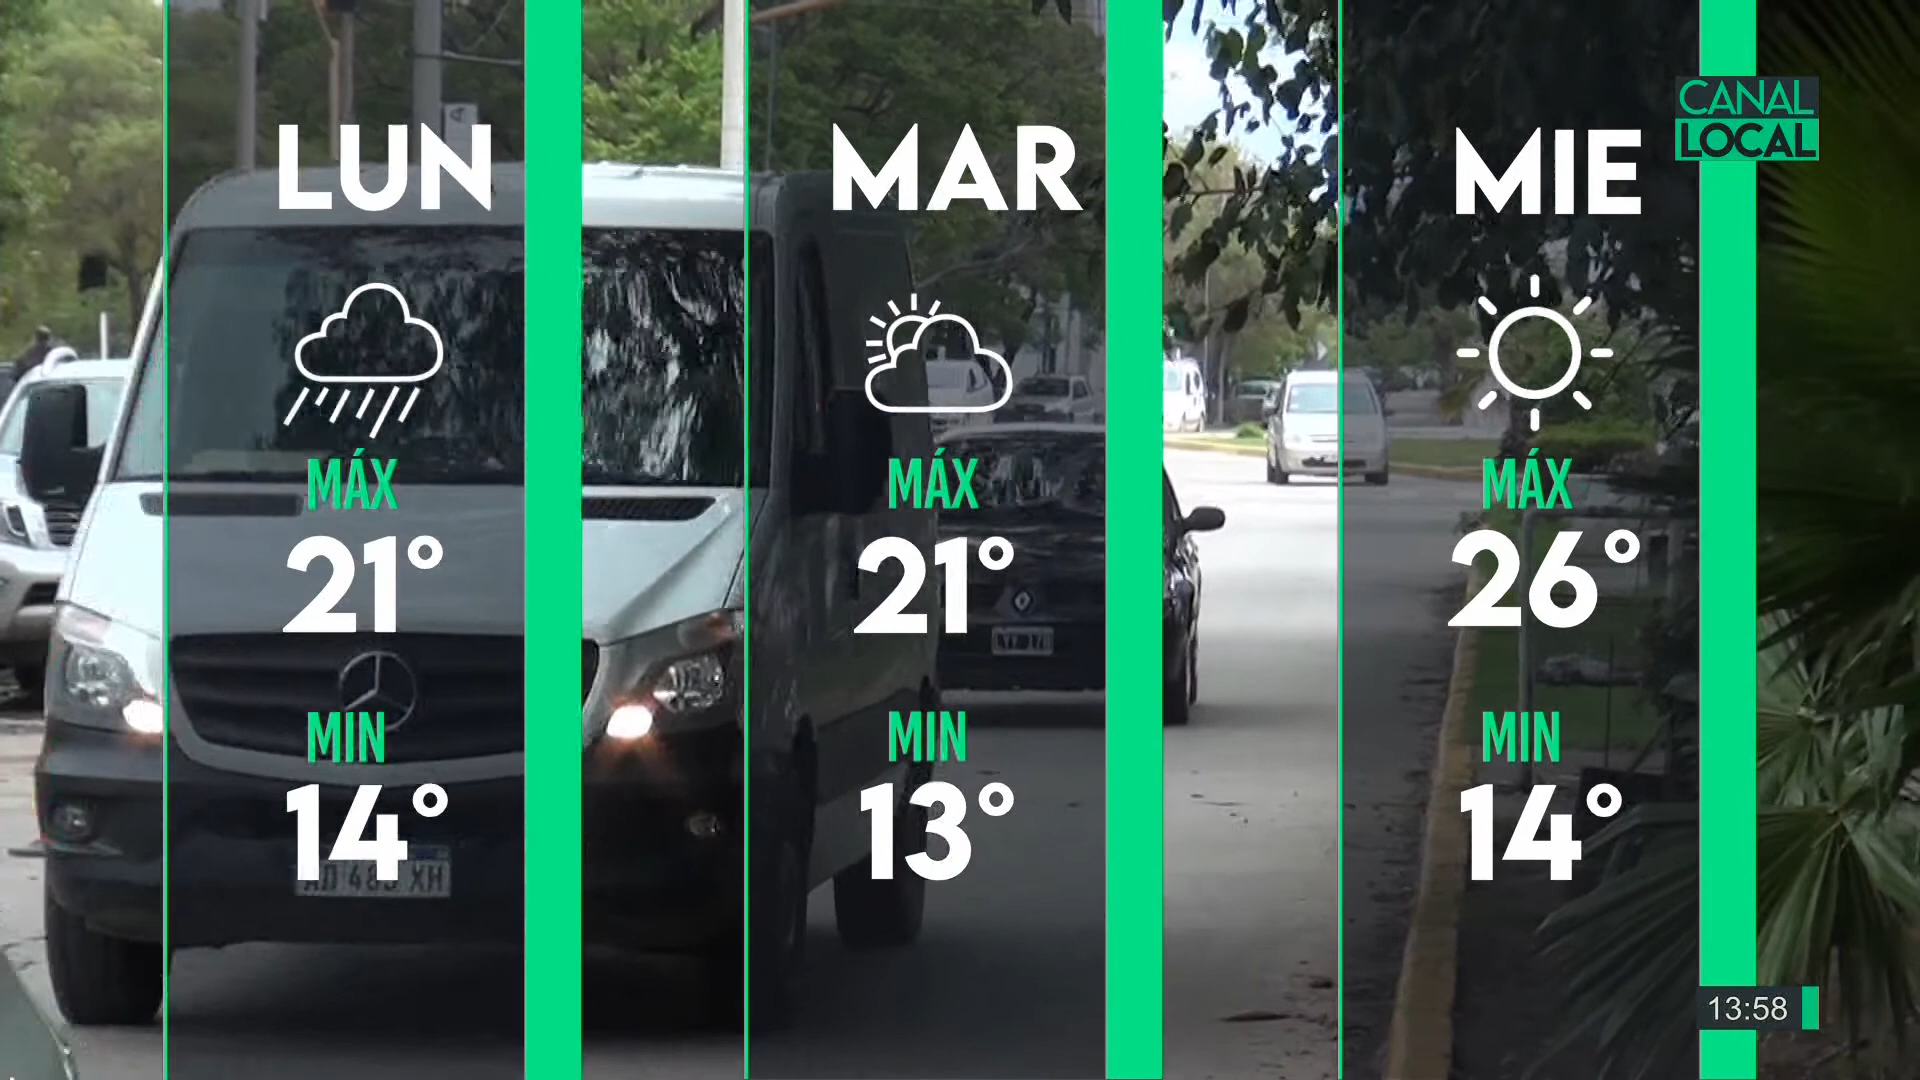 LUN
MÁX
21°
MIN
14°
MAR
MÁX
21°
MIN
13°
MIE
MÁX
26°
MIN
14°
CANAL
LOCAL
13:58